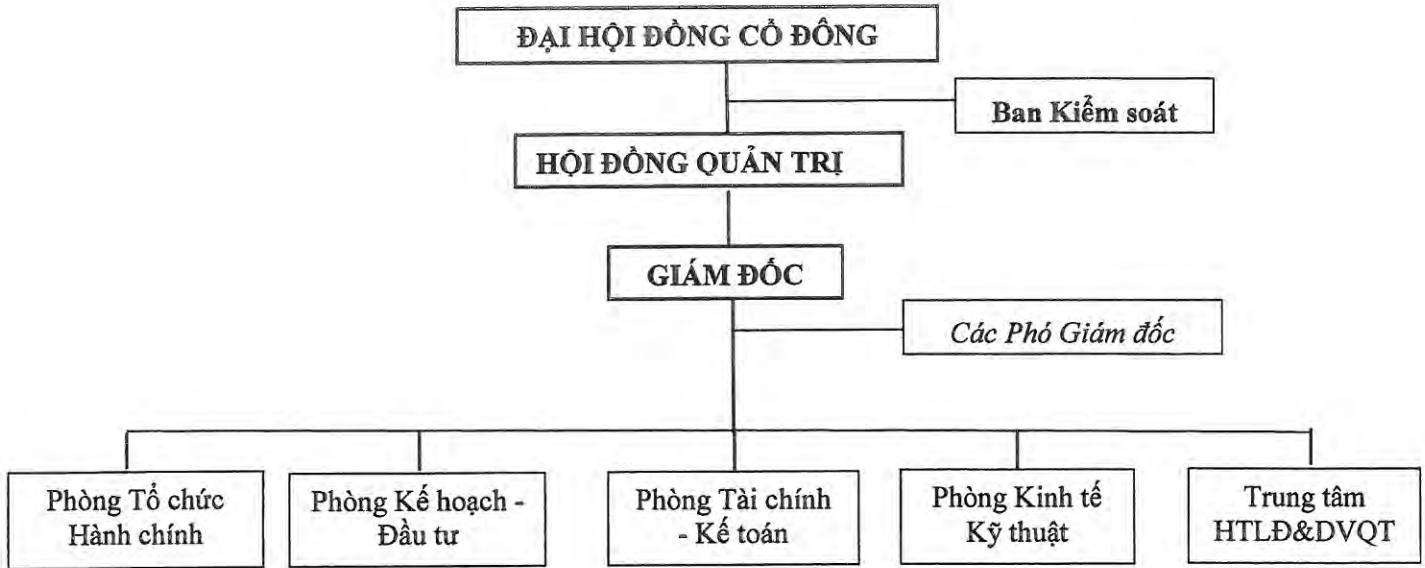 ĐẠI HỘI ĐỒNG CỔ ĐÔNG
Ban Kiểm soát
HỘI ĐỒNG QUẢN TRỊ
GIÁM ĐỐC
Các Phó Giám đốc
Phòng Tổ chức
Hành chính
Phòng Kế hoạch -
Đầu tư
Phòng Tài chính
- Kế toán
Phòng Kinh tế
Kỹ thuật
Trung tâm
HTLĐ&DVQT